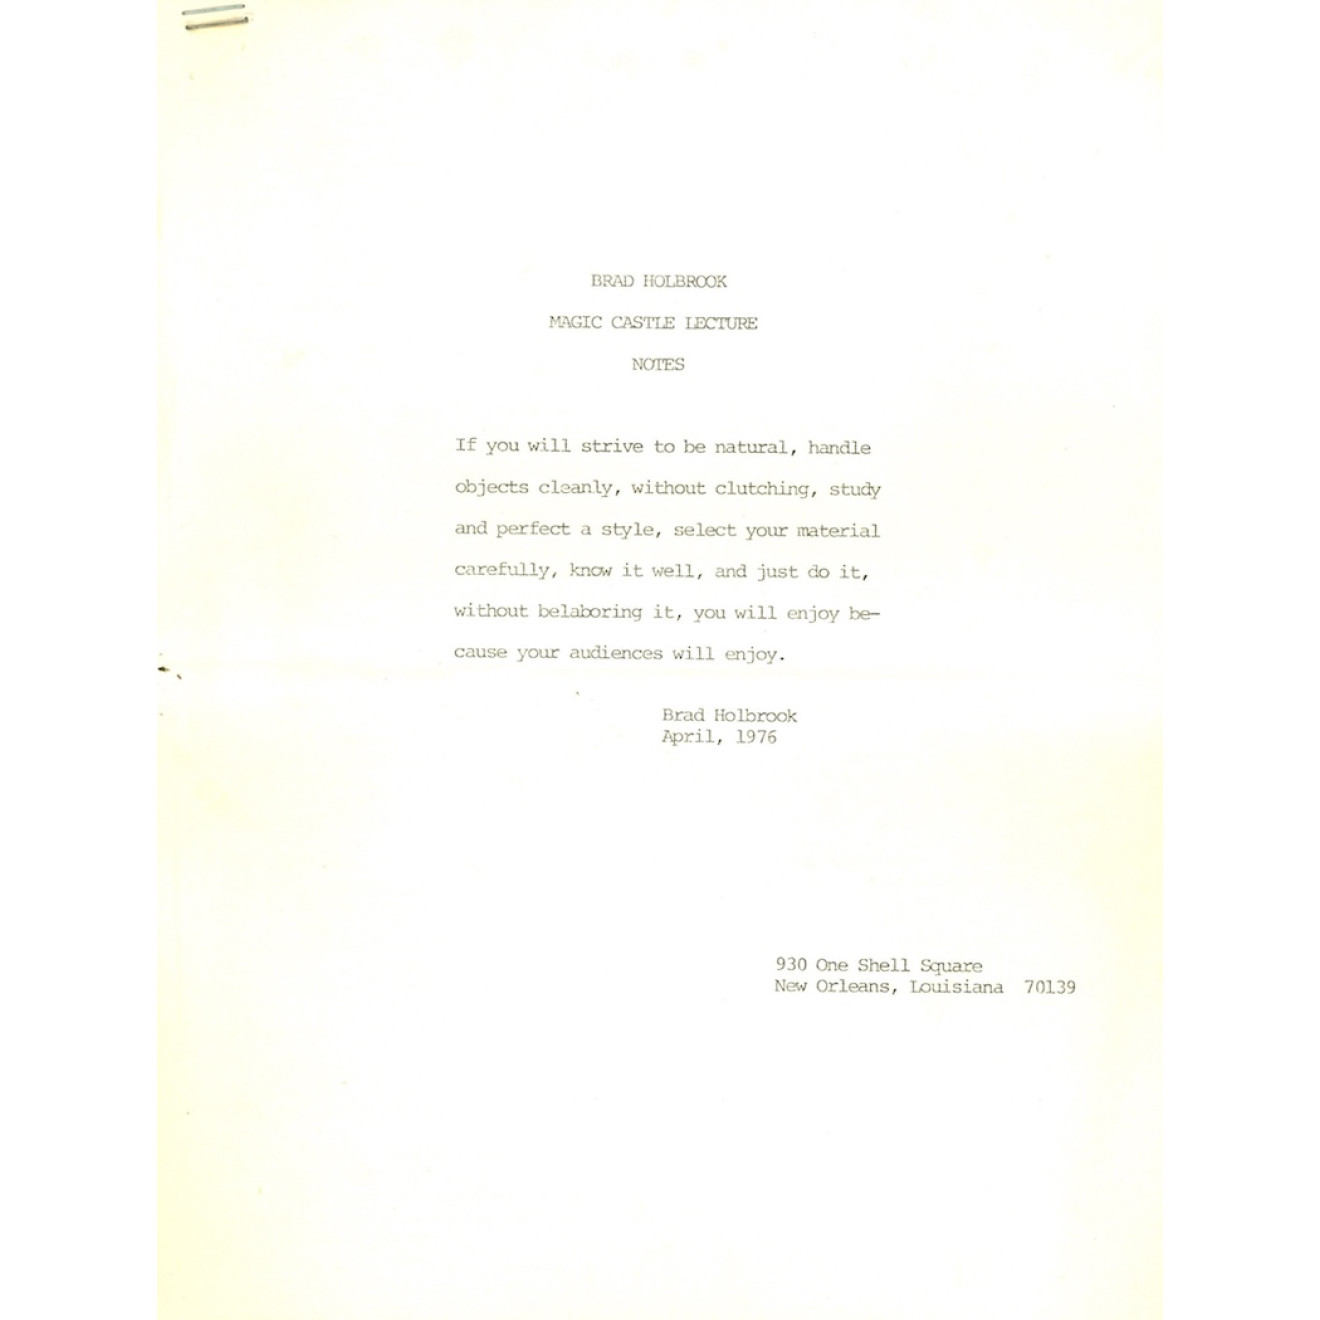 BRAD HOLBROOK
MAGIC CASTLE LECTURE
NOTES
If you will strive to be natural, handle
objects cleanly, without clutching, study
and perfect a style, select your material
carefully, know it well, and just do it,
without belaboring it, you will enjoy be-
cause your audiences will enjoy.
Brad Holbrook
April, 1976
930 One Shell Square
New Orleans, Louisiana 70139